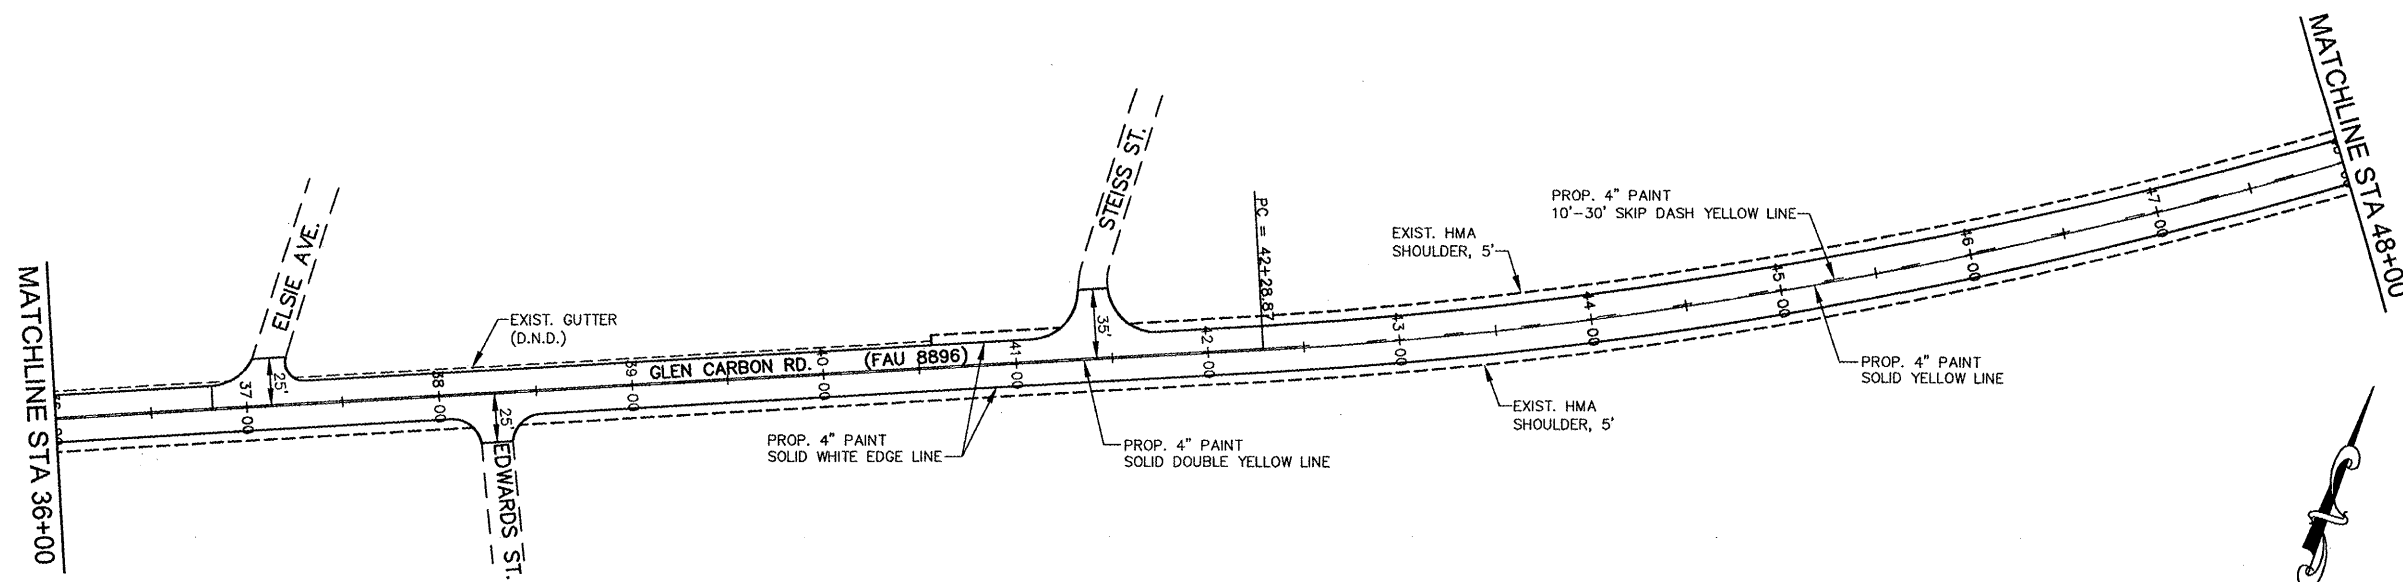 MATCHLINE STA 36+00
ELSIE AVE.
25'
37+00
EXIST. GUTTER
(D.N.D.)
38+00
25'
EDWARDS ST.
39+00
GLEN CARBON RD. (FAU 8896)
40+00
PROP. 4" PAINT
SOLID WHITE EDGE LINE
41+00
STEISS ST.
35'
PROP. 4" PAINT
SOLID DOUBLE YELLOW LINE
42+00
PC = 42+28.87
43+00
EXIST. HMA
SHOULDER, 5'
EXIST. HMA
SHOULDER, 5'
44+00
PROP. 4" PAINT
10'-30' SKIP DASH YELLOW LINE
45+00
PROP. 4" PAINT
SOLID YELLOW LINE
46+00
47+00
MATCHLINE STA 48+00